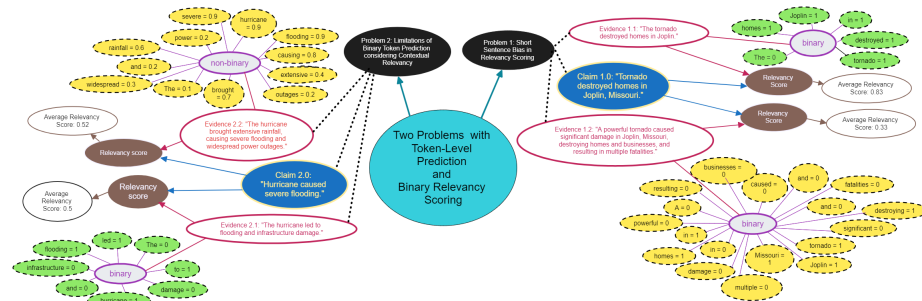 severe = 0.9
hurricane = 0.9
power = 0.2
flooding = 0.9
rainfall = 0.6
non-binary
causing = 0.8
and = 0.2
extensive = 0.4
widespread = 0.3
The = 0.1
brought = 0.7
outages = 0.2
Problem 2: Limitations of
Binary Token Prediction
considering Contextual
Relevancy
Problem 1: Short
Sentence Bias in
Relevancy Scoring
Evidence 1.1: "The tornado
destroyed homes in Joplin."
Joplin = 1
in = 1
homes = 1
binary
destroyed = 1
The = 0
tornado = 1
Claim 1.0: "Tornado
destroyed homes in
Joplin, Missouri."
Relevancy
Score
Average Relevancy
Score: 0.83
Relevancy
Score
Average Relevancy
Score: 0.33
Evidence 1.2: "A powerful tornado caused
significant damage in Joplin, Missouri,
destroying homes and businesses, and
resulting in multiple fatalities."
Average Relevancy
Score: 0.52
Evidence 2.2: "The hurricane
brought extensive rainfall,
causing severe flooding and
widespread power outages."
Relevancy score
Two Problems with
Token-Level
Prediction
and
Binary Relevancy
Scoring
Claim 2.0:
"Hurricane caused
severe flooding."
Relevancy
score
Average
Relevancy
Score: 0.5
Evidence 2.1: "The hurricane led to
flooding and infrastructure damage."
led = 1
The = 0
flooding = 1
infrastructure = 0
binary
to = 1
and = 0
damage = 0
hurricane = 1
businesses =
0
caused =
0
and =
0
resulting = 0
fatalities = 0
A = 0
and = 0
destroying = 1
powerful = 0
binary
significant = 0
in = 1
in = 0
tornado = 1
homes = 1
Missouri =
1
Joplin = 1
damage = 0
multiple = 0